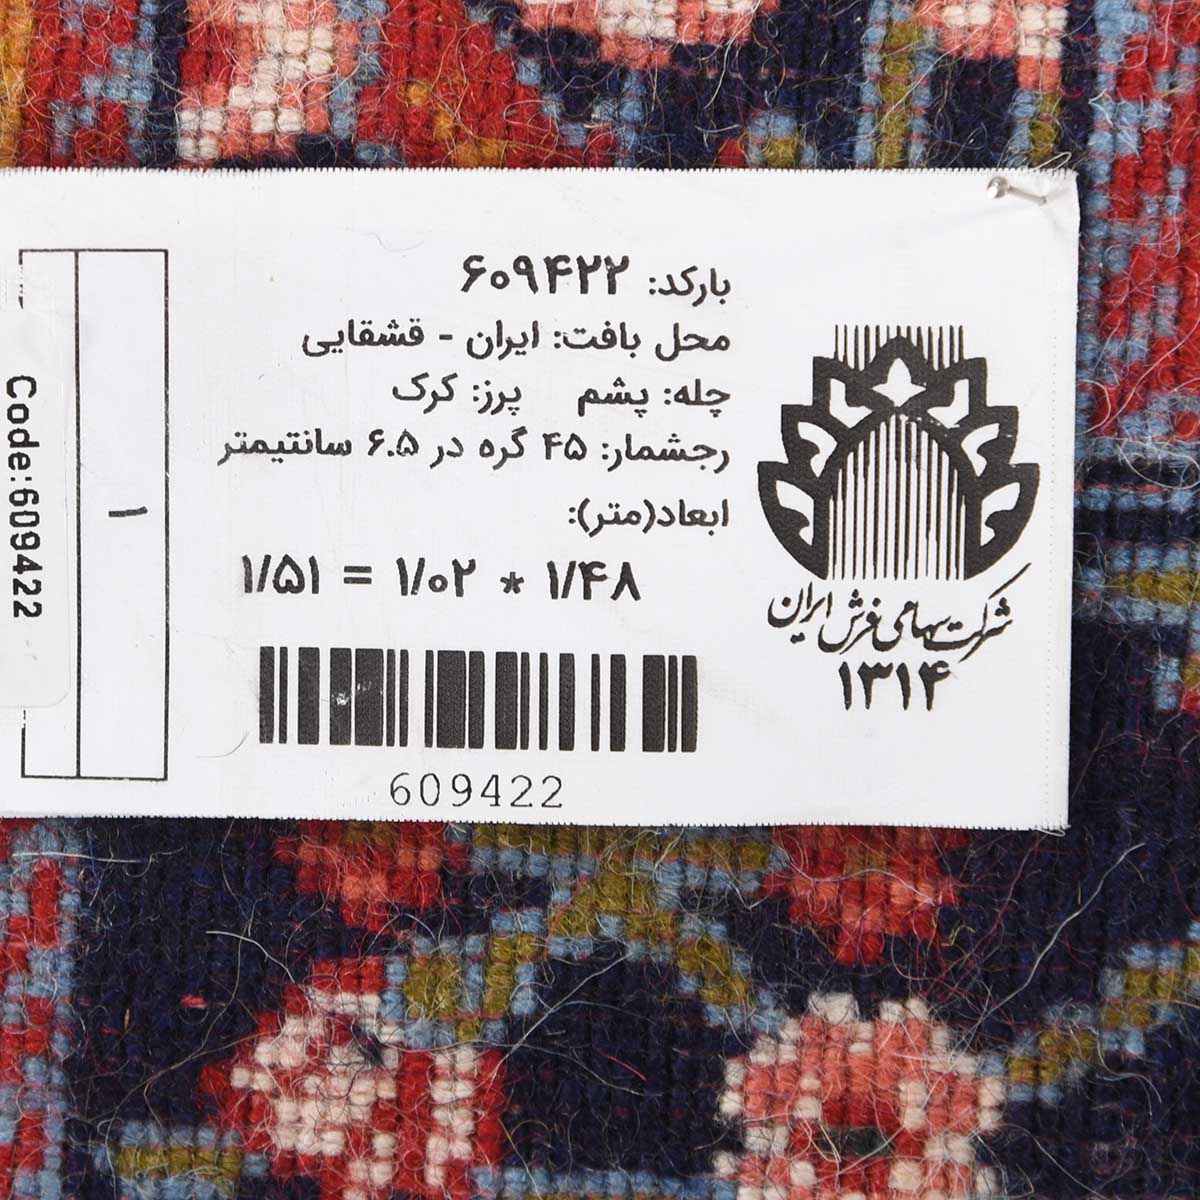 بارکد: ۶۰۹۴۲۲
محل بافت: ایران - قشقایی
چله: پشم پرز: کرک
رجشمار: ۴۵ گره در ۶.۵ سانتیمتر
ابعاد(متر):
۱/۴۸ * ۱/۰۲ = ۱/۵۱
609422
شرکت سهامی فرش ایران
۱۳۱۴
۱
Code:609422